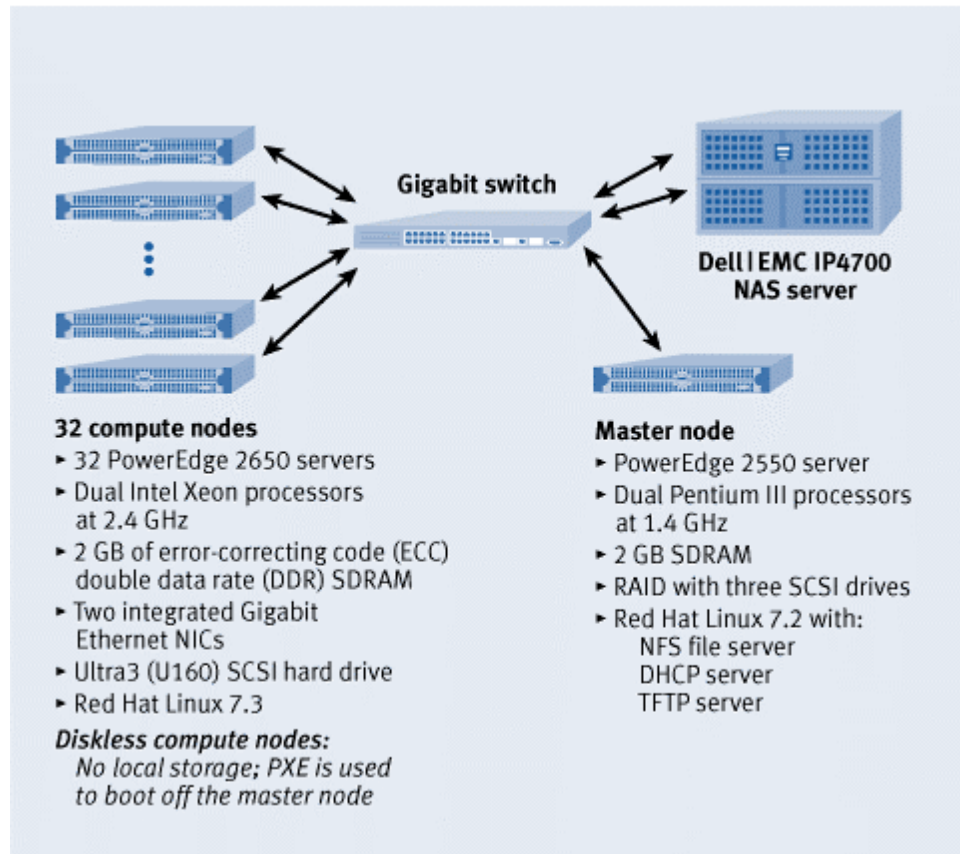 Gigabit switch
Dell|EMC IP4700
NAS server
32 compute nodes
► 32 PowerEdge 2650 servers
► Dual Intel Xeon processors
at 2.4 GHz
► 2 GB of error-correcting code (ECC)
double data rate (DDR) SDRAM
► Two integrated Gigabit
Ethernet NICs
► Ultra3 (U160) SCSI hard drive
► Red Hat Linux 7.3
Diskless compute nodes:
No local storage; PXE is used
to boot off the master node
Master node
► PowerEdge 2550 server
► Dual Pentium III processors
at 1.4 GHz
► 2 GB SDRAM
► RAID with three SCSI drives
► Red Hat Linux 7.2 with:
NFS file server
DHCP server
TFTP server